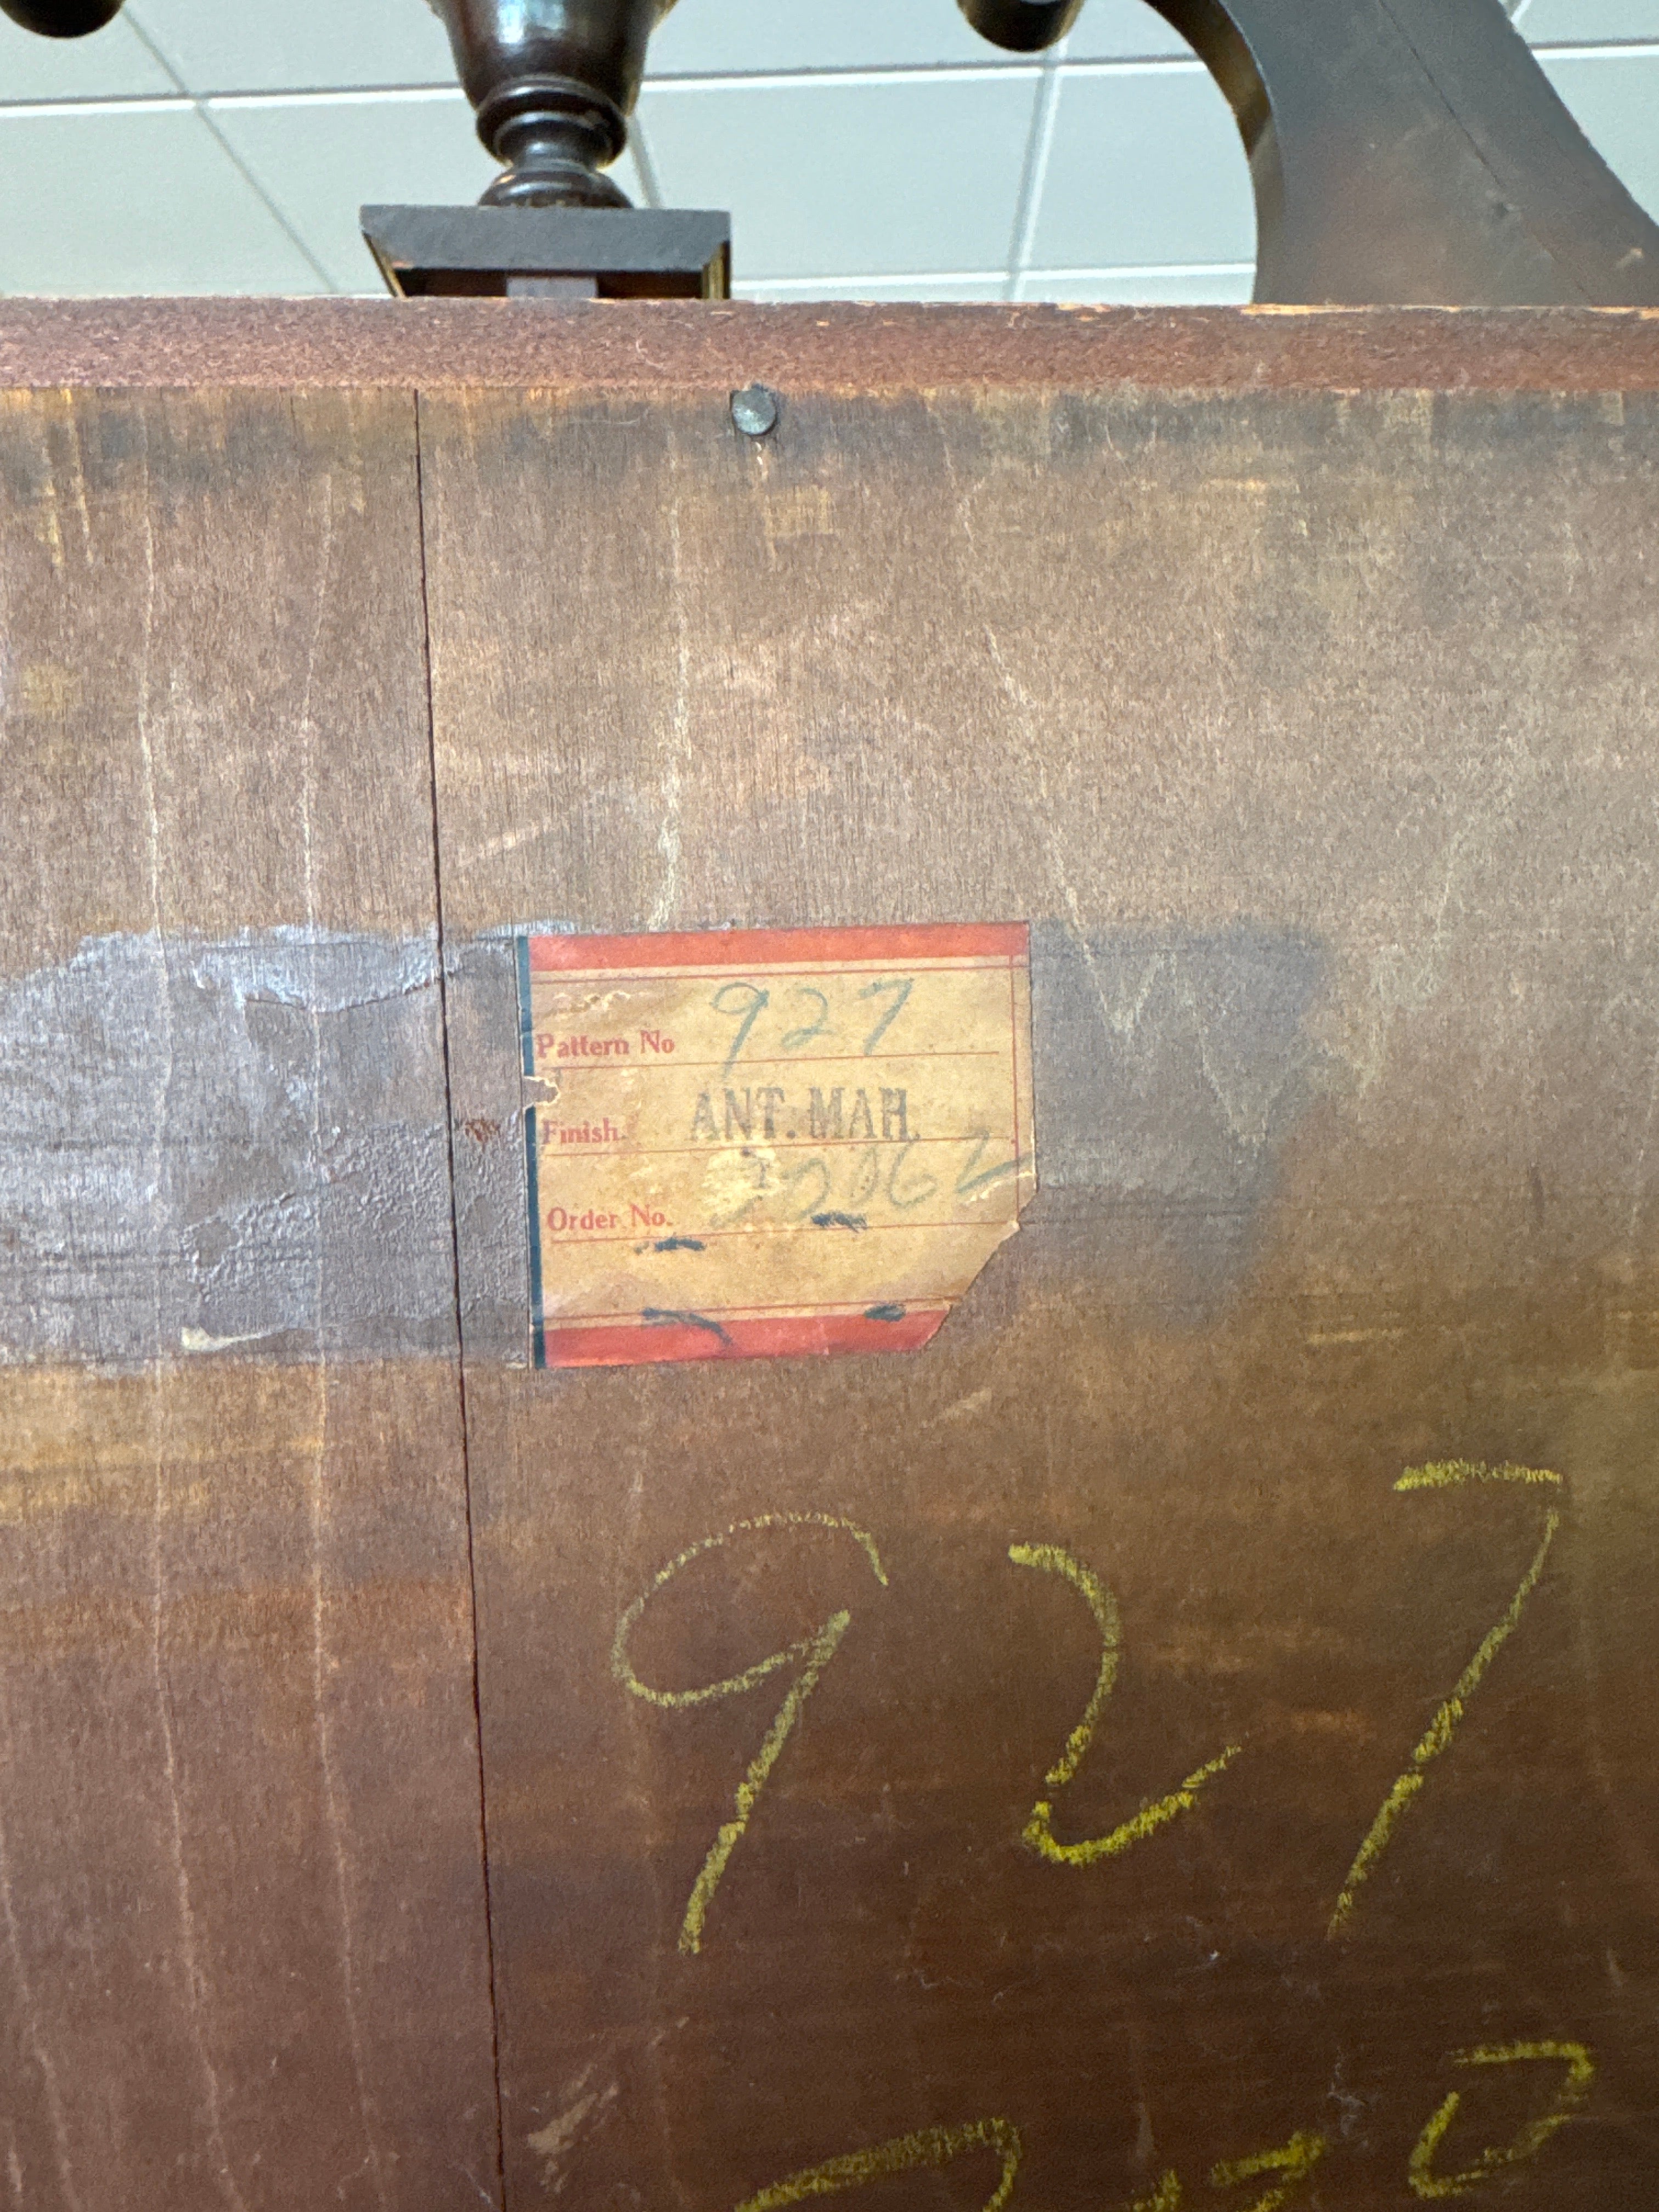 927
Pattern No
ANT. MAH.
Finish.
Order No.
927